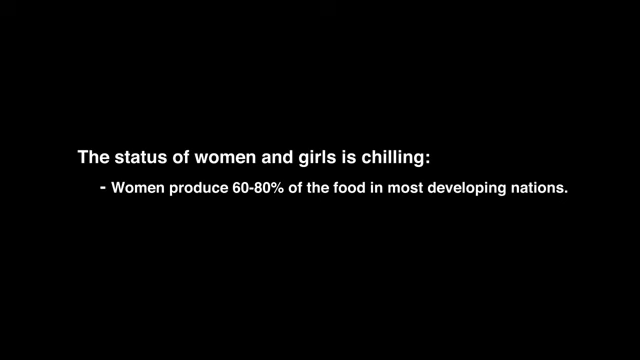 The status of women and girls is chilling:
- Women produce 60-80% of the food in most developing nations.